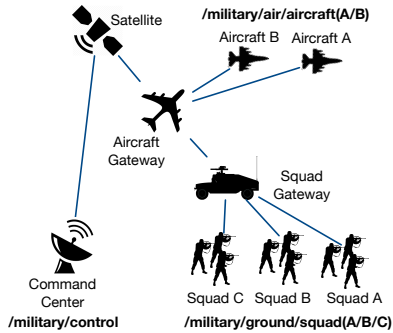 Satellite
/military/air/aircraft(A/B)
Aircraft B
Aircraft A
Aircraft
Gateway
Squad
Gateway
Command
Center
/military/control
Squad C
Squad B
Squad A
/military/ground/squad(A/B/C)